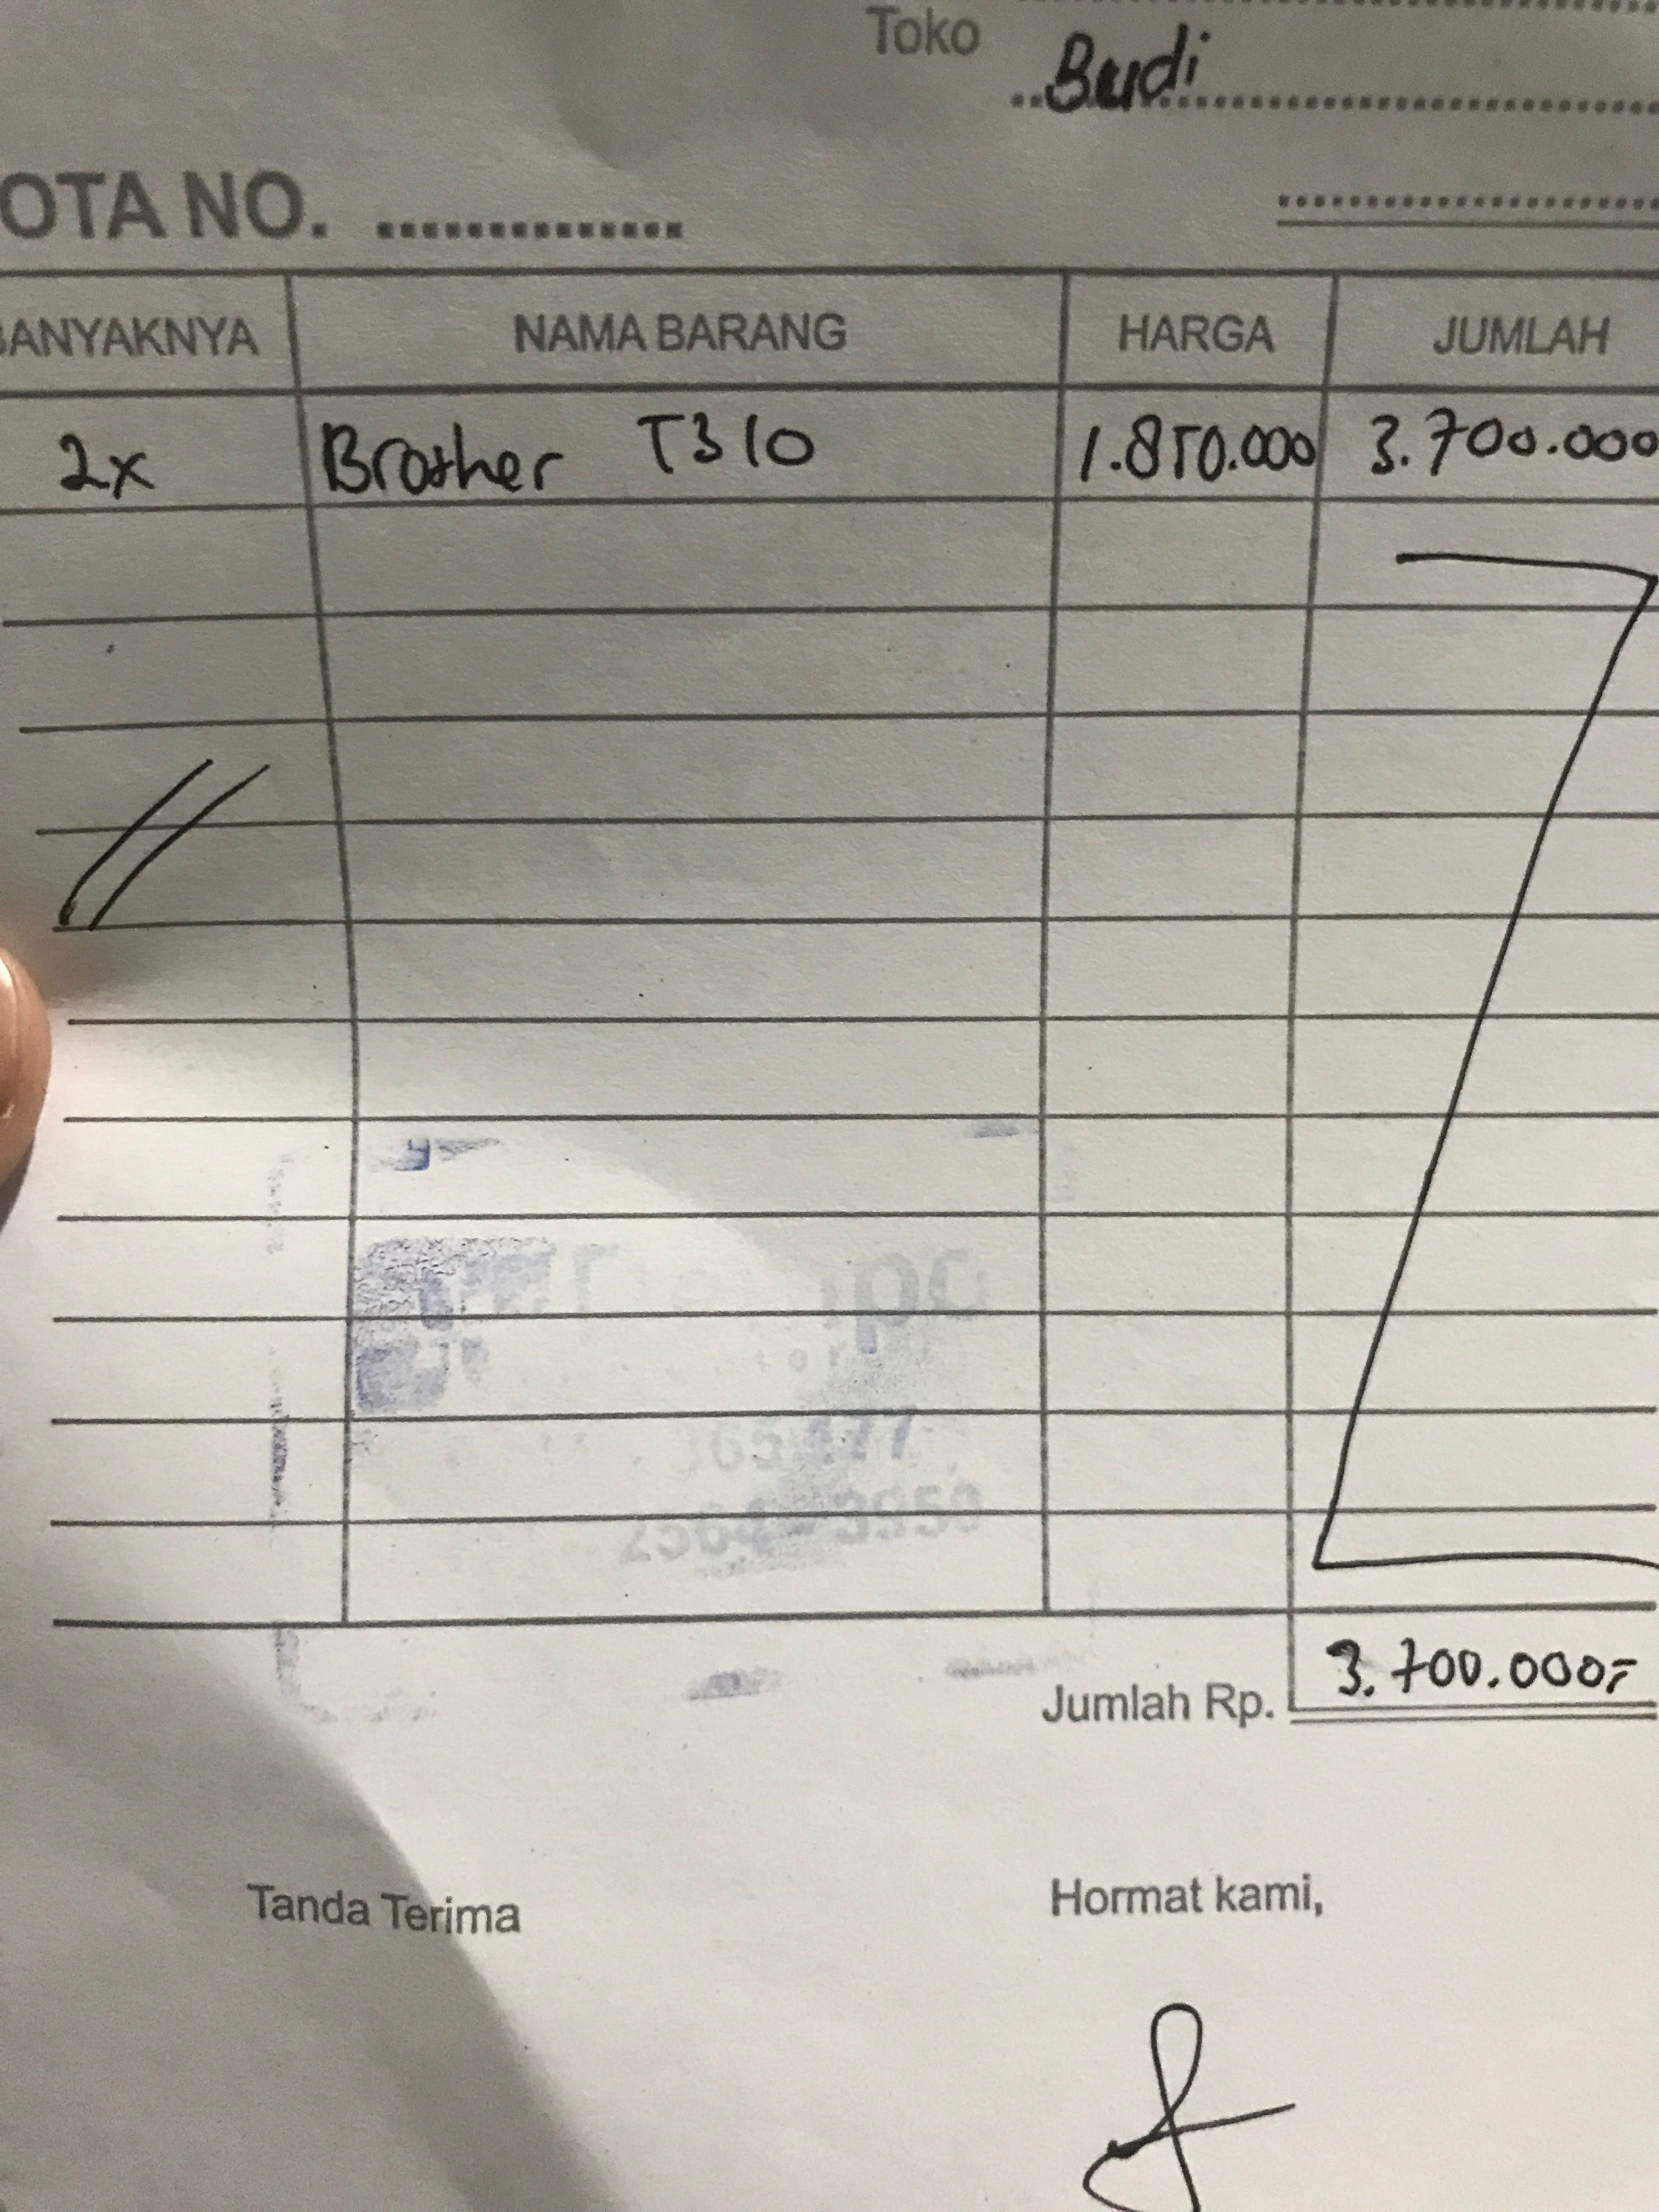 Toko Budi
OTA NO.
BANYAKNYA NAMA BARANG HARGA JUMLAH
2x Brother T310 1.850.000 3.700.000
Jumlah Rp. 3.700.000,-
Tanda Terima Hormat kami,